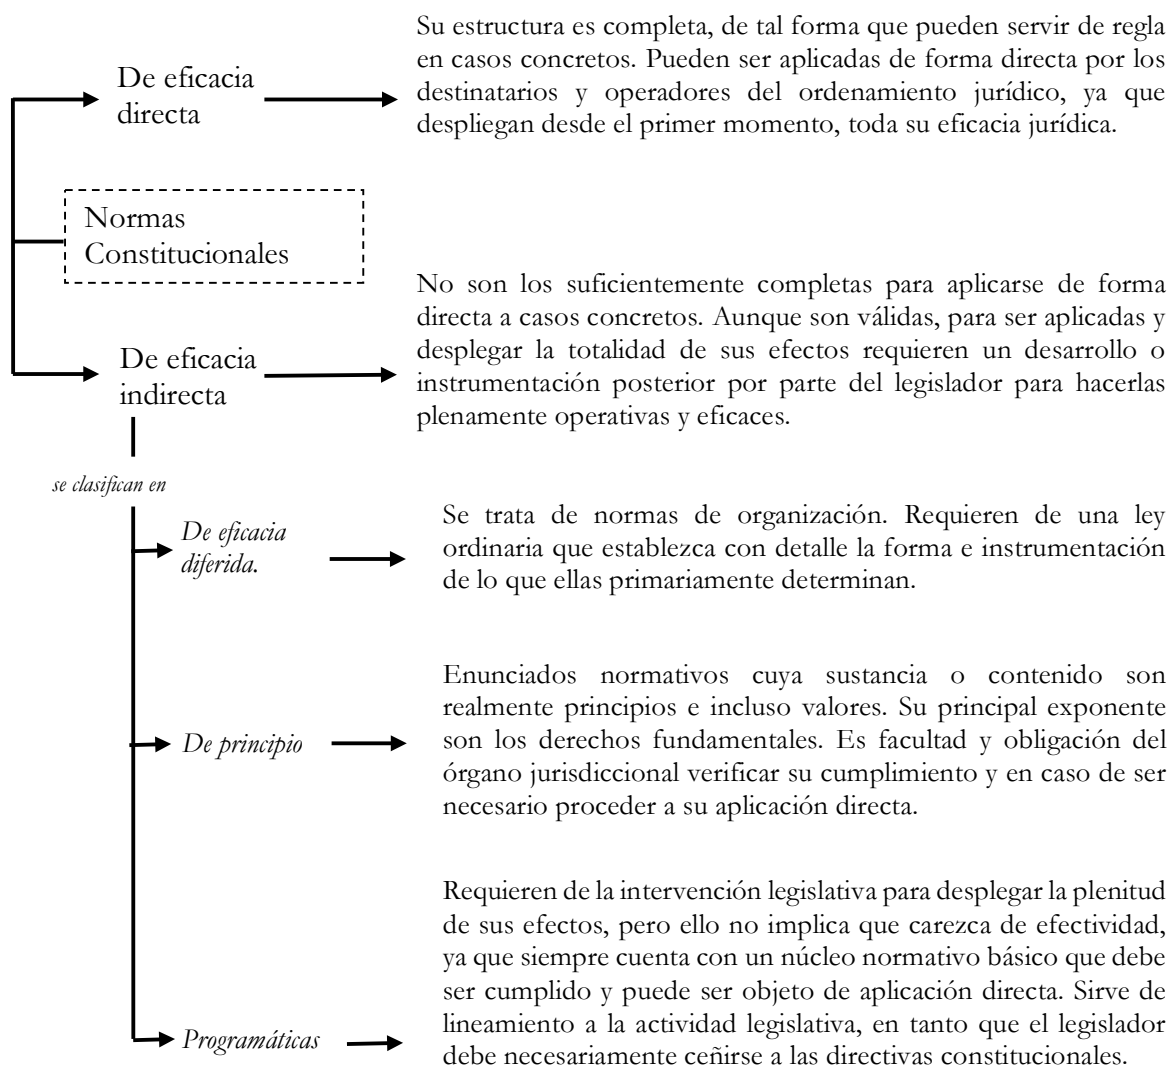 De eficacia
directa
Su estructura es completa, de tal forma que pueden servir de regla
en casos concretos. Pueden ser aplicadas de forma directa por los
destinatarios y operadores del ordenamiento jurídico, ya que
despliegan desde el primer momento, toda su eficacia jurídica.
Normas
Constitucionales
De eficacia
indirecta
No son los suficientemente completas para aplicarse de forma
directa a casos concretos. Aunque son válidas, para ser aplicadas y
desplegar la totalidad de sus efectos requieren un desarrollo o
instrumentación posterior por parte del legislador para hacerlas
plenamente operativas y eficaces.
se clasifican en
De eficacia
diferida.
Se trata de normas de organización. Requieren de una ley
ordinaria que establezca con detalle la forma e instrumentación
de lo que ellas primariamente determinan.
De principio
Enunciados normativos cuya sustancia o contenido son
realmente principios e incluso valores. Su principal exponente
son los derechos fundamentales. Es facultad y obligación del
órgano jurisdiccional verificar su cumplimiento y en caso de ser
necesario proceder a su aplicación directa.
Programáticas
Requieren de la intervención legislativa para desplegar la plenitud
de sus efectos, pero ello no implica que carezca de efectividad,
ya que siempre cuenta con un núcleo normativo básico que debe
ser cumplido y puede ser objeto de aplicación directa. Sirve de
lineamiento a la actividad legislativa, en tanto que el legislador
debe necesariamente ceñirse a las directivas constitucionales.